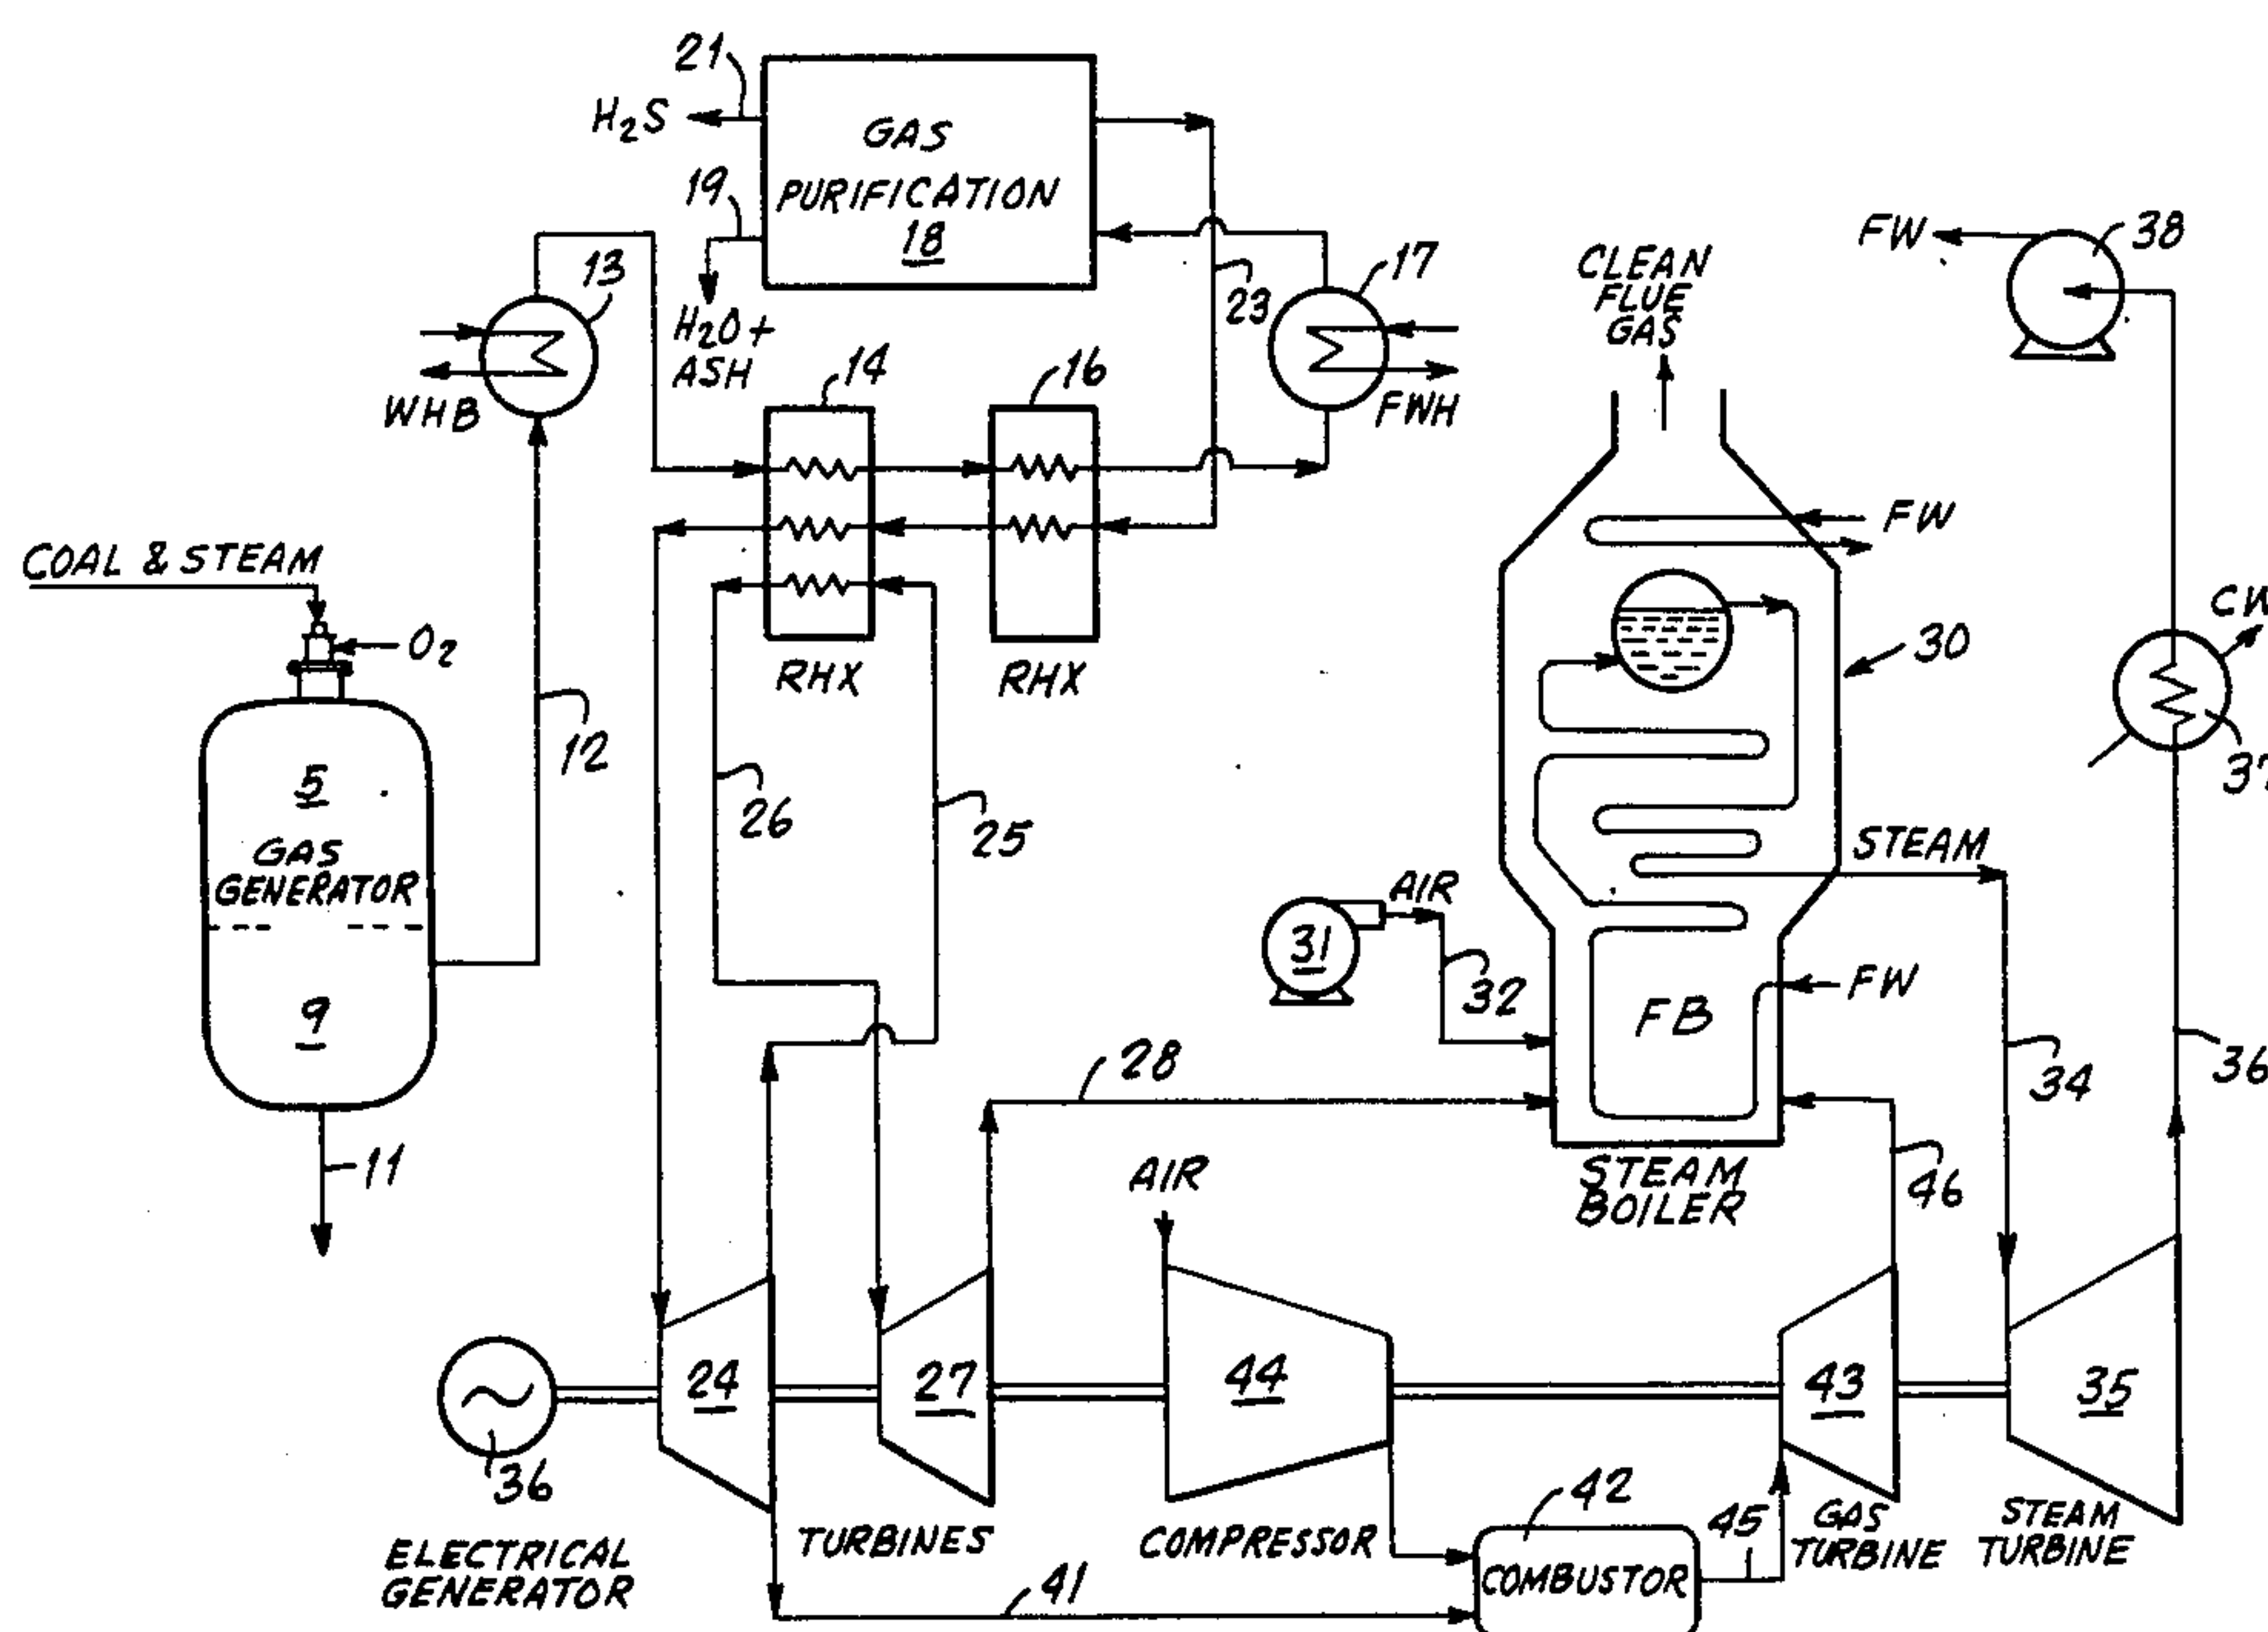 21
H2S
GAS
PURIFICATION
18
19
H2O+
ASH
13
WHB
14
16
23
17
FWH
RHX
RHX
CLEAN
FLUE
GAS
FW
38
FW
30
CW
37
COAL & STEAM
O2
5
GAS
GENERATOR
9
12
11
26
25
AIR
31
32
STEAM
FB
FW
34
36
28
AIR
STEAM
BOILER
46
24
27
44
43
35
36
ELECTRICAL
GENERATOR
TURBINES
COMPRESSOR
42
COMBUSTOR
45
GAS
TURBINE
STEAM
TURBINE
41